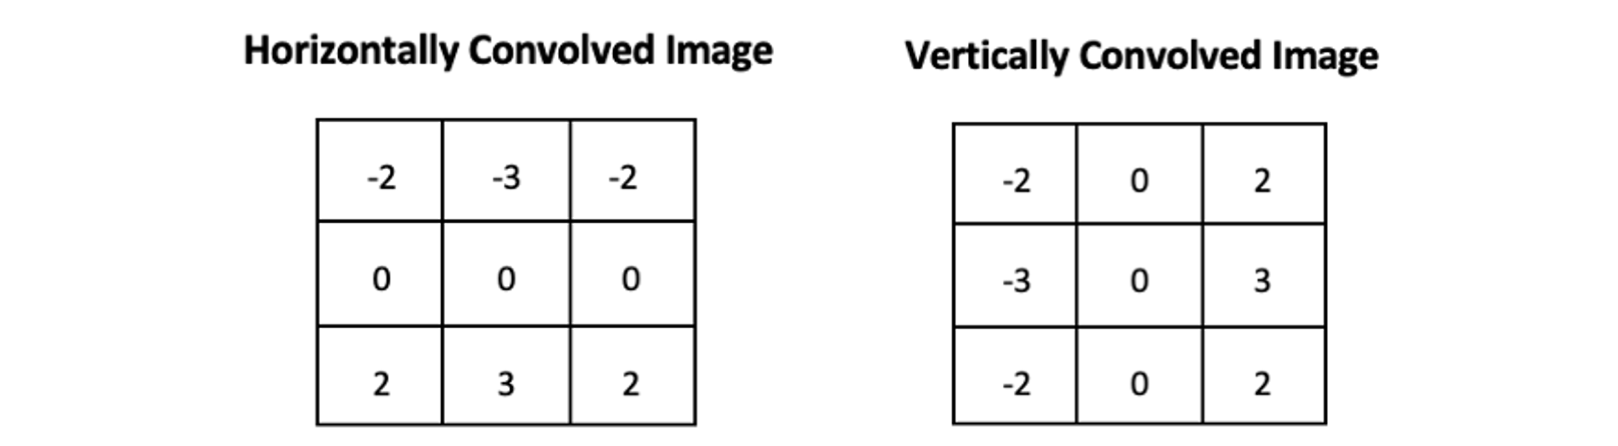 Horizontally Convolved Image
-2 -3 -2
0 0 0
2 3 2
Vertically Convolved Image
-2 0 2
-3 0 3
-2 0 2